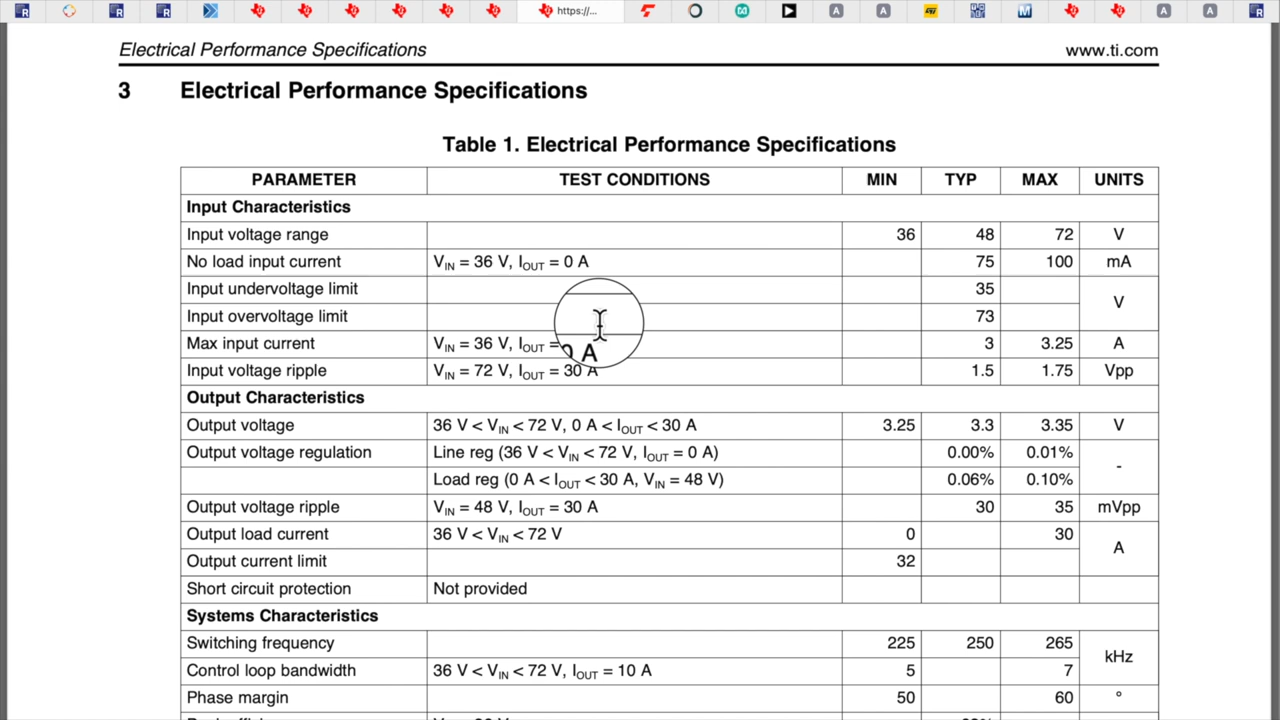 https://...
Electrical Performance Specifications www.ti.com
3 Electrical Performance Specifications
Table 1. Electrical Performance Specifications
PARAMETER TEST CONDITIONS MIN TYP MAX UNITS
Input Characteristics
Input voltage range 36 48 72 V
No load input current VIN = 36 V, IOUT = 0 A 75 100 mA
Input undervoltage limit 35 V
Input overvoltage limit 73
Max input current VIN = 36 V, IOUT = 0 A 3 3.25 A
Input voltage ripple VIN = 72 V, IOUT = 30 A 1.5 1.75 Vpp
Output Characteristics
Output voltage 36 V < VIN < 72 V, 0 A < IOUT < 30 A 3.25 3.3 3.35 V
Output voltage regulation Line reg (36 V < VIN < 72 V, IOUT = 0 A) 0.00% 0.01% -
Load reg (0 A < IOUT < 30 A, VIN = 48 V) 0.06% 0.10%
Output voltage ripple VIN = 48 V, IOUT = 30 A 30 35 mVpp
Output load current 36 V < VIN < 72 V 0 30 A
Output current limit 32
Short circuit protection Not provided
Systems Characteristics
Switching frequency 225 250 265 kHz
Control loop bandwidth 36 V < VIN < 72 V, IOUT = 10 A 5 7
Phase margin 50 60 °